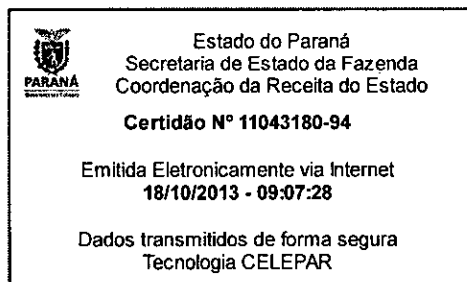 Estado do Paraná
Secretaria de Estado da Fazenda
Coordenação da Receita do Estado
PARANÁ
Certidão Nº 11043180-94
Emitida Eletronicamente via Internet
18/10/2013 - 09:07:28
Dados transmitidos de forma segura
Tecnologia CELEPAR